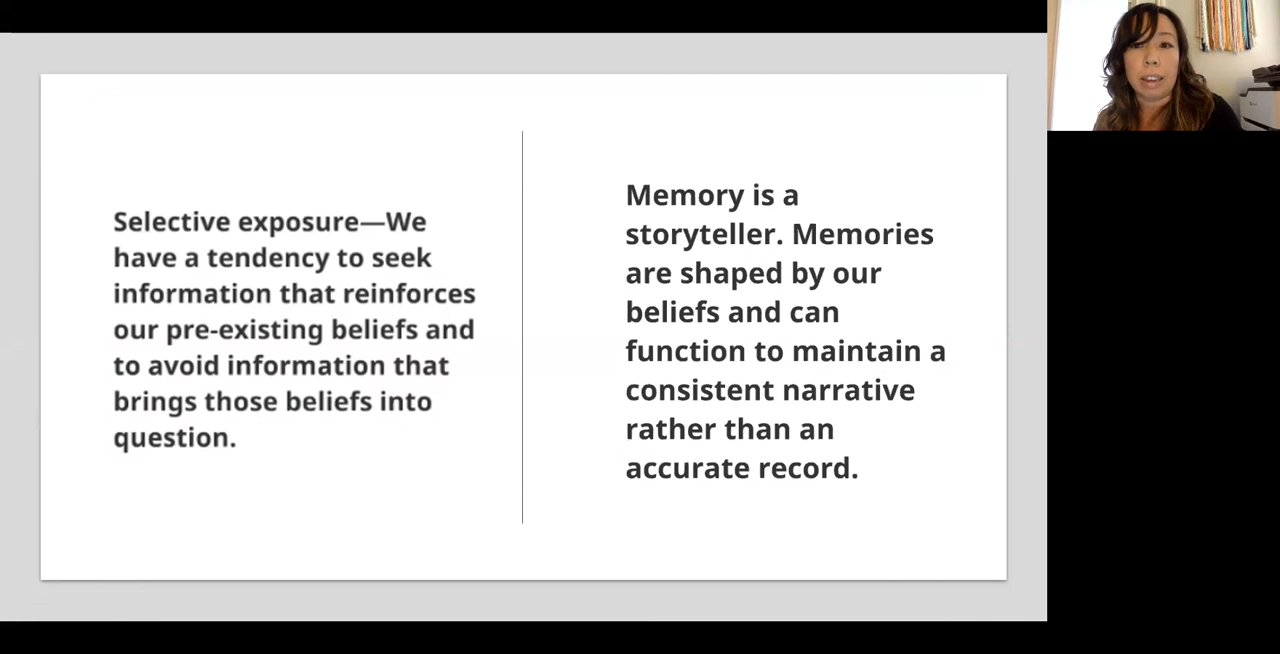 Selective exposure—We
have a tendency to seek
information that reinforces
our pre-existing beliefs and
to avoid information that
brings those beliefs into
question.
Memory is a
storyteller. Memories
are shaped by our
beliefs and can
function to maintain a
consistent narrative
rather than an
accurate record.